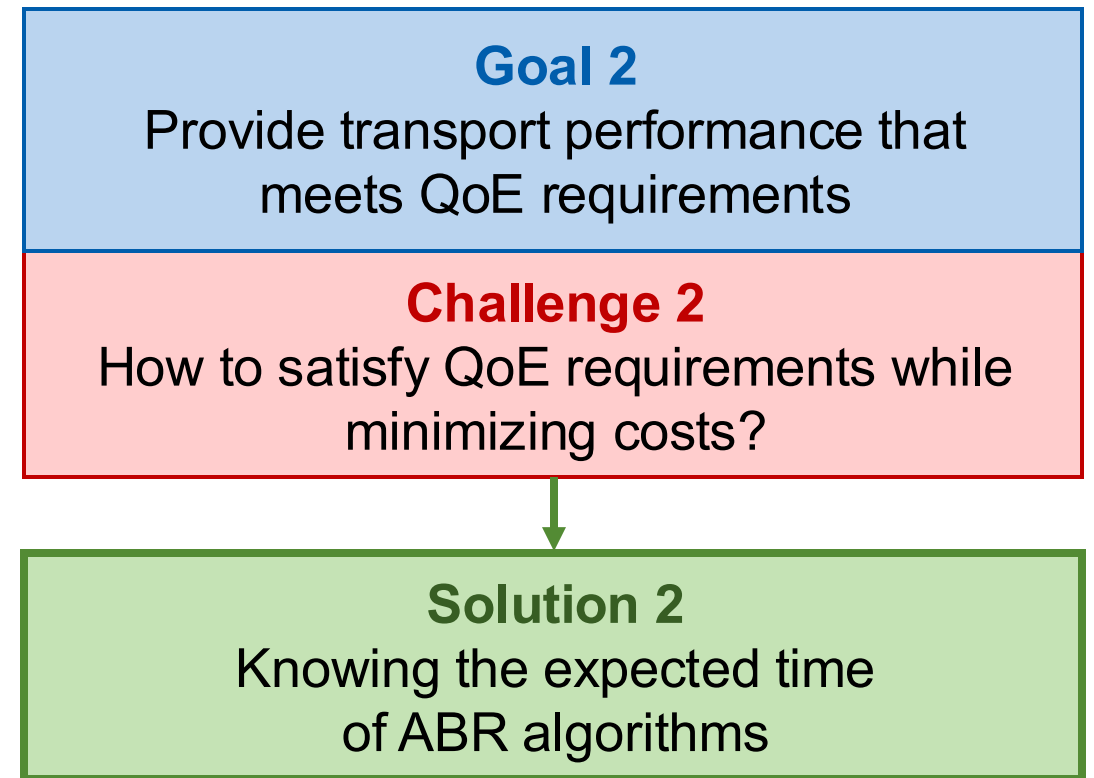 Goal 2
Provide transport performance that
meets QoE requirements
Challenge 2
How to satisfy QoE requirements while
minimizing costs?
Solution 2
Knowing the expected time
of ABR algorithms